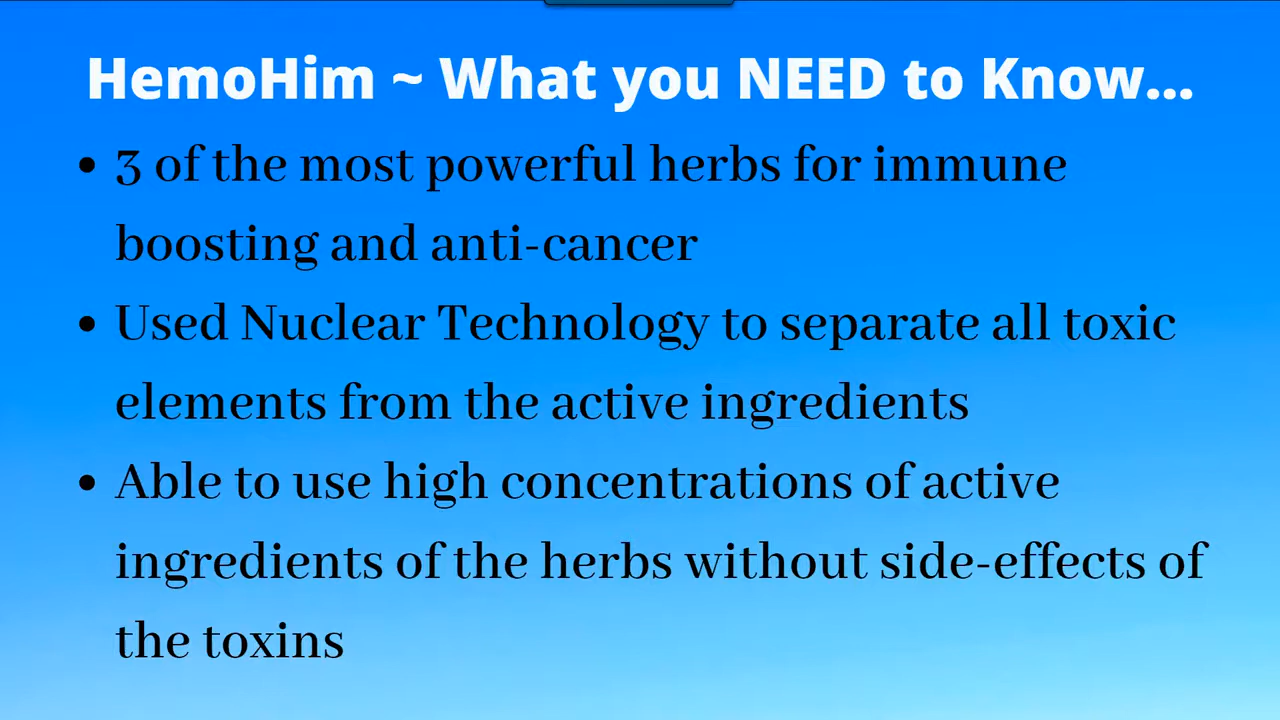 HemoHim ~ What you NEED to Know...
• 3 of the most powerful herbs for immune
boosting and anti-cancer
• Used Nuclear Technology to separate all toxic
elements from the active ingredients
• Able to use high concentrations of active
ingredients of the herbs without side-effects of
the toxins